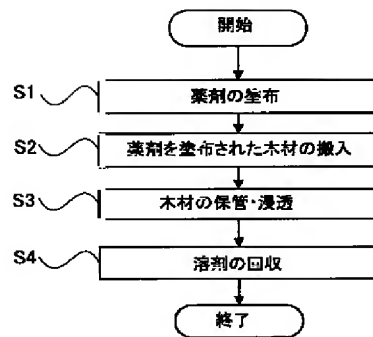 開始
S1 薬剤の塗布
S2 薬剤を塗布された木材の搬入
S3 木材の保管・浸透
S4 溶剤の回収
終了